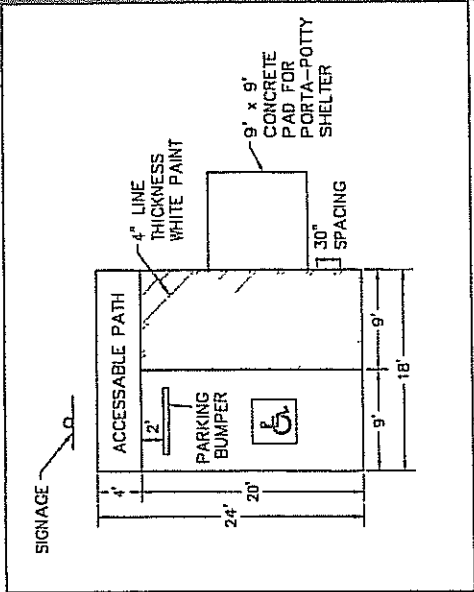 SIGNAGE
ACCESSABLE PATH
4" LINE
THICKNESS
WHITE PAINT
9' x 9'
CONCRETE
PAD FOR
PORTA-POTTY
SHELTER
2'
PARKING
BUMPER
30"
SPACING
4'
20'
24'
9'
9'
18'